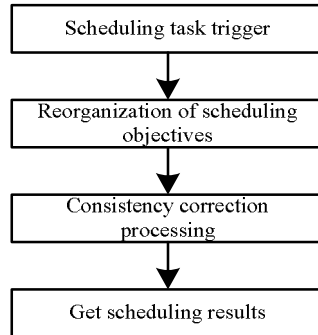 Scheduling task trigger
Reorganization of scheduling
objectives
Consistency correction
processing
Get scheduling results